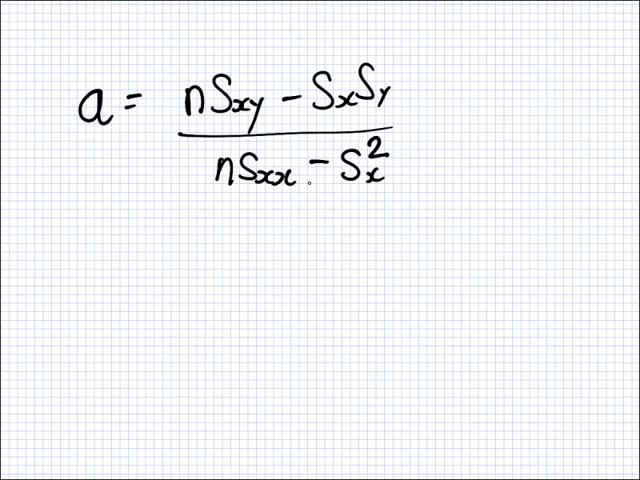 a = nSxy - SxSy
nSxx - Sx²